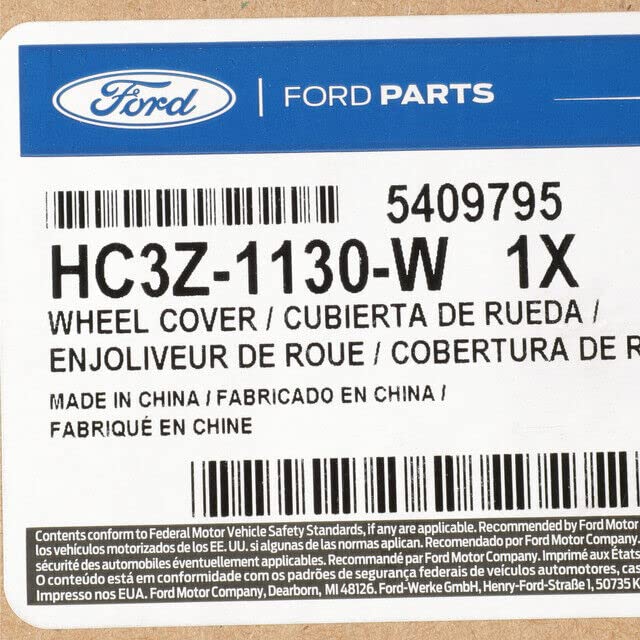 Ford | FORD PARTS
5409795
HC3Z-1130-W 1X
WHEEL COVER / CUBIERTA DE RUEDA /
ENJOLIVEUR DE ROUE / COBERTURA DE R
MADE IN CHINA / FABRICADO EN CHINA /
FABRIQUÉ EN CHINE
Contents conform to Federal Motor Vehicle Safety Standards, if any are applicable. Recommended by Ford Motor
los vehículos motorizados de los EE. UU. si algunas de las normas aplican. Recomendado por Ford Motor Company.
sécurité des automobiles éventuellement applicables. Recommandé par Ford Motor Company. Imprimé aux États
O conteúdo está em conformidade com os padrões de segurança federais de veículos automotores, caso
Impresso nos EUA. Ford Motor Company, Dearborn, MI 48126. Ford-Werke GmbH, Henry-Ford-Straße 1, 50735 K